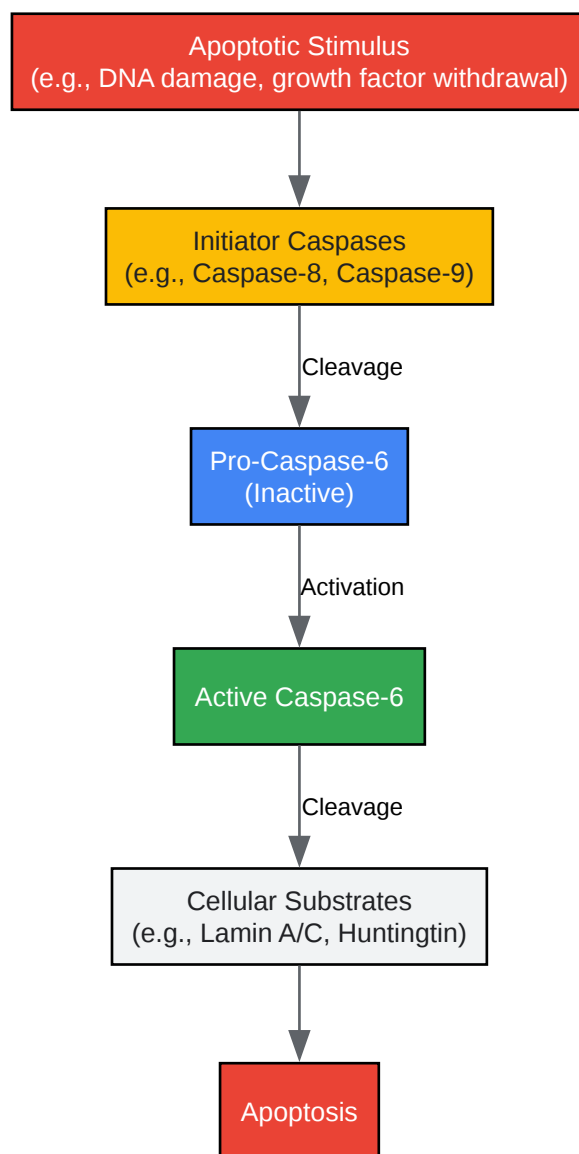 Apoptotic Stimulus
(e.g., DNA damage, growth factor withdrawal)
Initiator Caspases
(e.g., Caspase-8, Caspase-9)
Cleavage
Pro-Caspase-6
(Inactive)
Activation
Active Caspase-6
Cleavage
Cellular Substrates
(e.g., Lamin A/C, Huntingtin)
Apoptosis